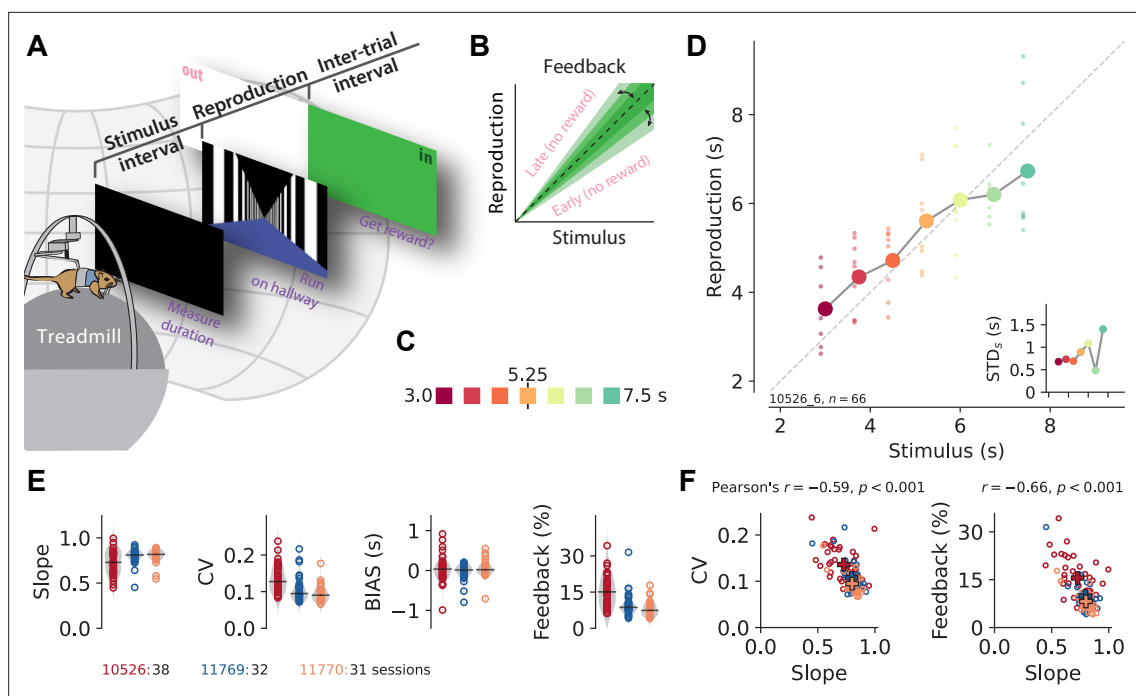 A
out
Stimulus
interval
Reproduction
Inter-trial
interval
in
Get reward?
Run
on hallway
Measure
duration
Treadmill
B
Feedback
Late (no reward)
Early (no reward)
Reproduction
Stimulus
C
5.25
3.0
7.5 s
D
Reproduction (s)
8
6
4
2
2
4
6
8
Stimulus (s)
10526_6, n = 66
STDs (s)
1.5
1
0.5
0
E
Slope
1.0
0.5
0.0
CV
0.2
0.1
0.0
BIAS (s)
1
0
−1
Feedback (%)
30
15
0
10526: 38
11769: 32
11770: 31 sessions
F
Pearson's r = −0.59, p < 0.001
CV
0.2
0.1
0.0
0.0
0.5
1.0
Slope
r = −0.66, p < 0.001
Feedback (%)
30
15
0
0.0
0.5
1.0
Slope